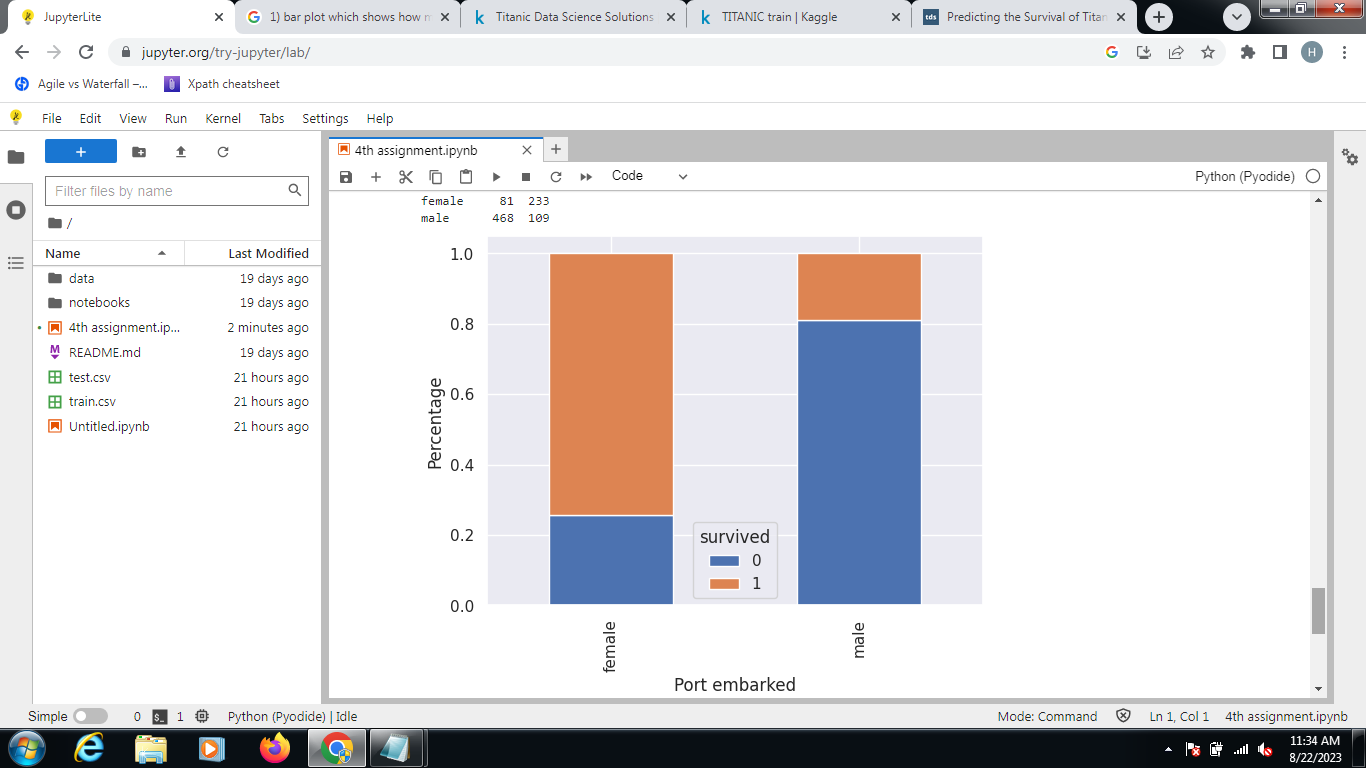 JupyterLite
1) bar plot which shows how m
Titanic Data Science Solutions
TITANIC train | Kaggle
tds
Predicting the Survival of Titan
jupyter.org/try-jupyter/lab/
H
Agile vs Waterfall –...
Xpath cheatsheet
File Edit View Run Kernel Tabs Settings Help
4th assignment.ipynb
Filter files by name
Code
Python (Pyodide)
/
Name Last Modified
data 19 days ago
notebooks 19 days ago
4th assignment.ip... 2 minutes ago
README.md 19 days ago
test.csv 21 hours ago
train.csv 21 hours ago
Untitled.ipynb 21 hours ago
female 81 233
male 468 109
1.0
0.8
0.6
0.4
0.2
0.0
Percentage
survived
0
1
female
male
Port embarked
Simple 0 1 Python (Pyodide) | Idle Mode: Command Ln 1, Col 1 4th assignment.ipynb
11:34 AM
8/22/2023